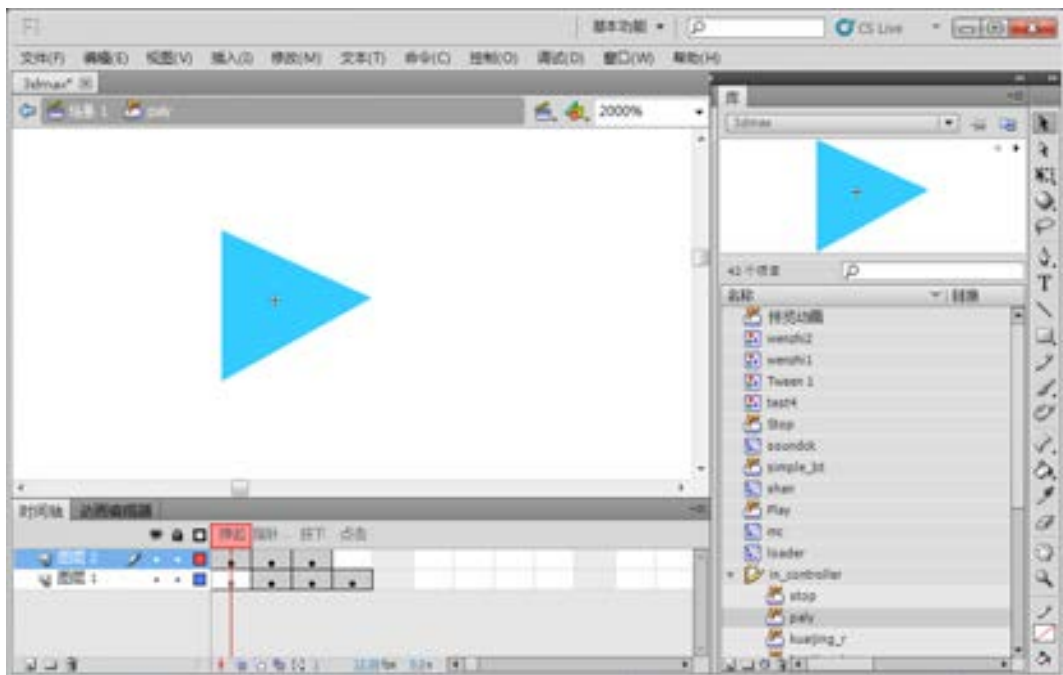 Fl
基本功能
CS Live
文件(F) 编辑(E) 视图(V) 插入(I) 修改(M) 文本(T) 命令(C) 控制(O) 调试(D) 窗口(W) 帮助(H)
3dmax*
场景 1 paly
2000%
库
3dmax
42 个项目
名称 链接
预览动画
wenzhi2
wenzhi1
Tween 1
test4
Stop
soundok
simple_bt
shan
Play
mc
loader
in_controller
stop
paly
kuaijing_r
时间轴 动画编辑器
弹起 指针 按下 点击
图层 2
图层 1
12.00 fps 0.0 s